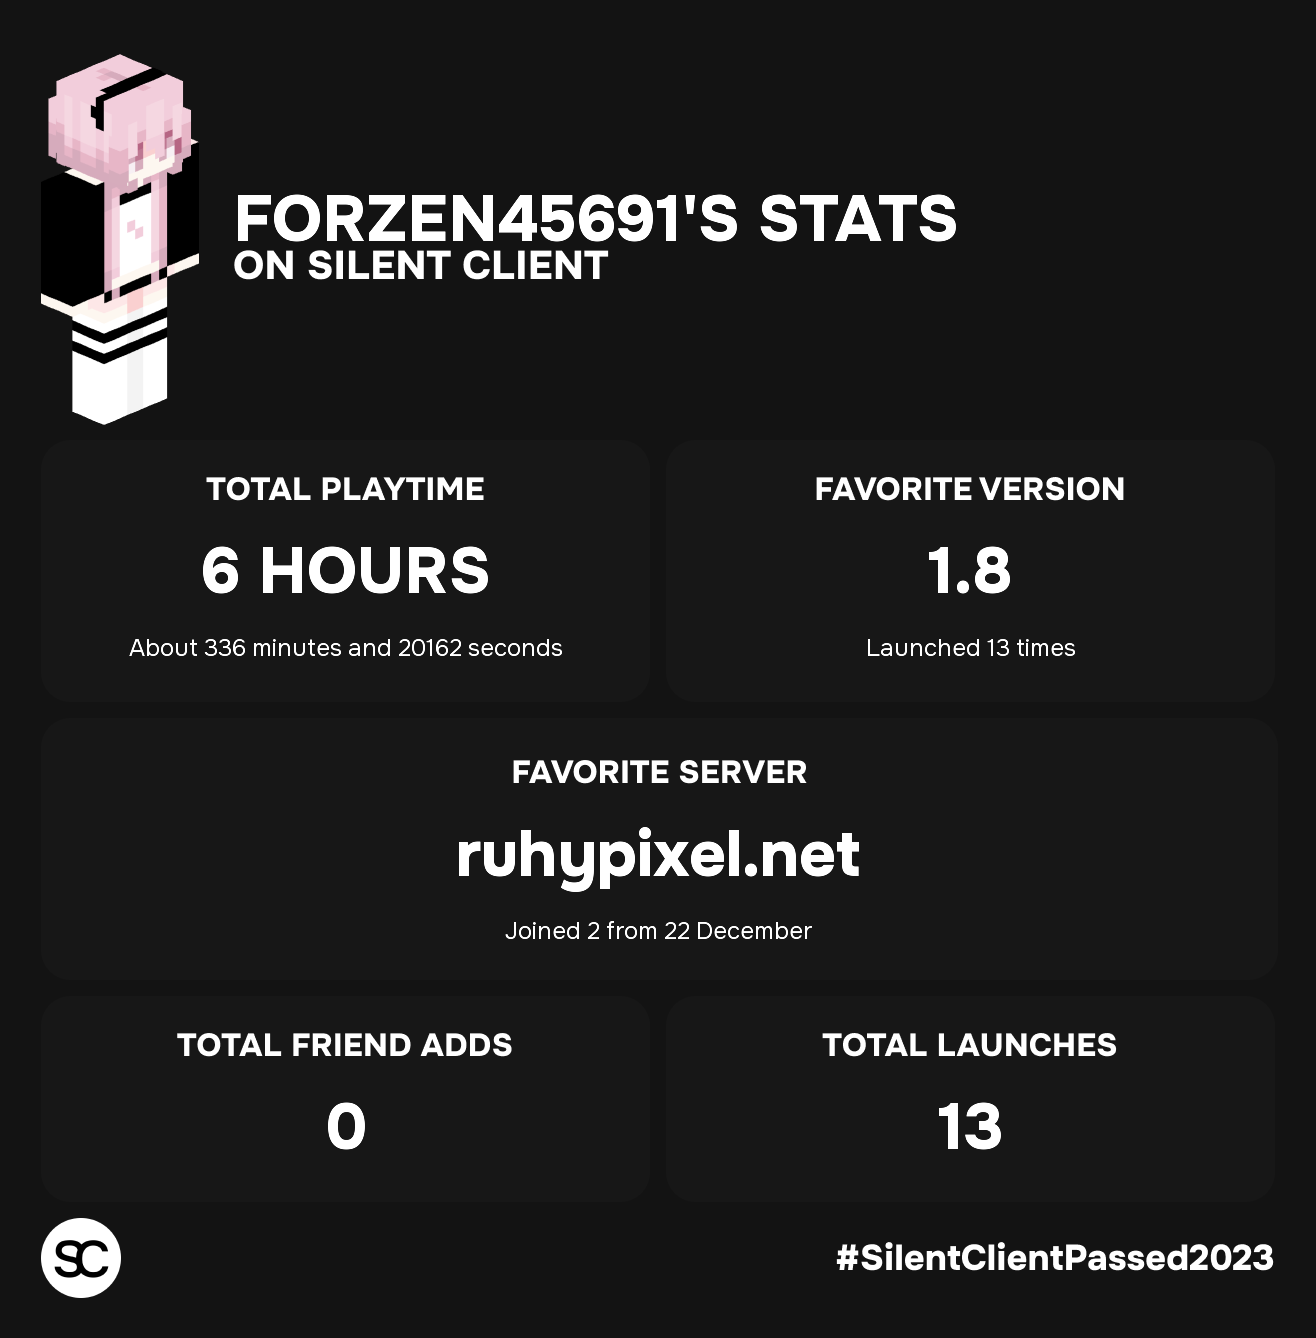 FORZEN45691'S STATS
ON SILENT CLIENT
TOTAL PLAYTIME
6 HOURS
About 336 minutes and 20162 seconds
FAVORITE VERSION
1.8
Launched 13 times
FAVORITE SERVER
ruhypixel.net
Joined 2 from 22 December
TOTAL FRIEND ADDS
0
TOTAL LAUNCHES
13
SC
#SilentClientPassed2023